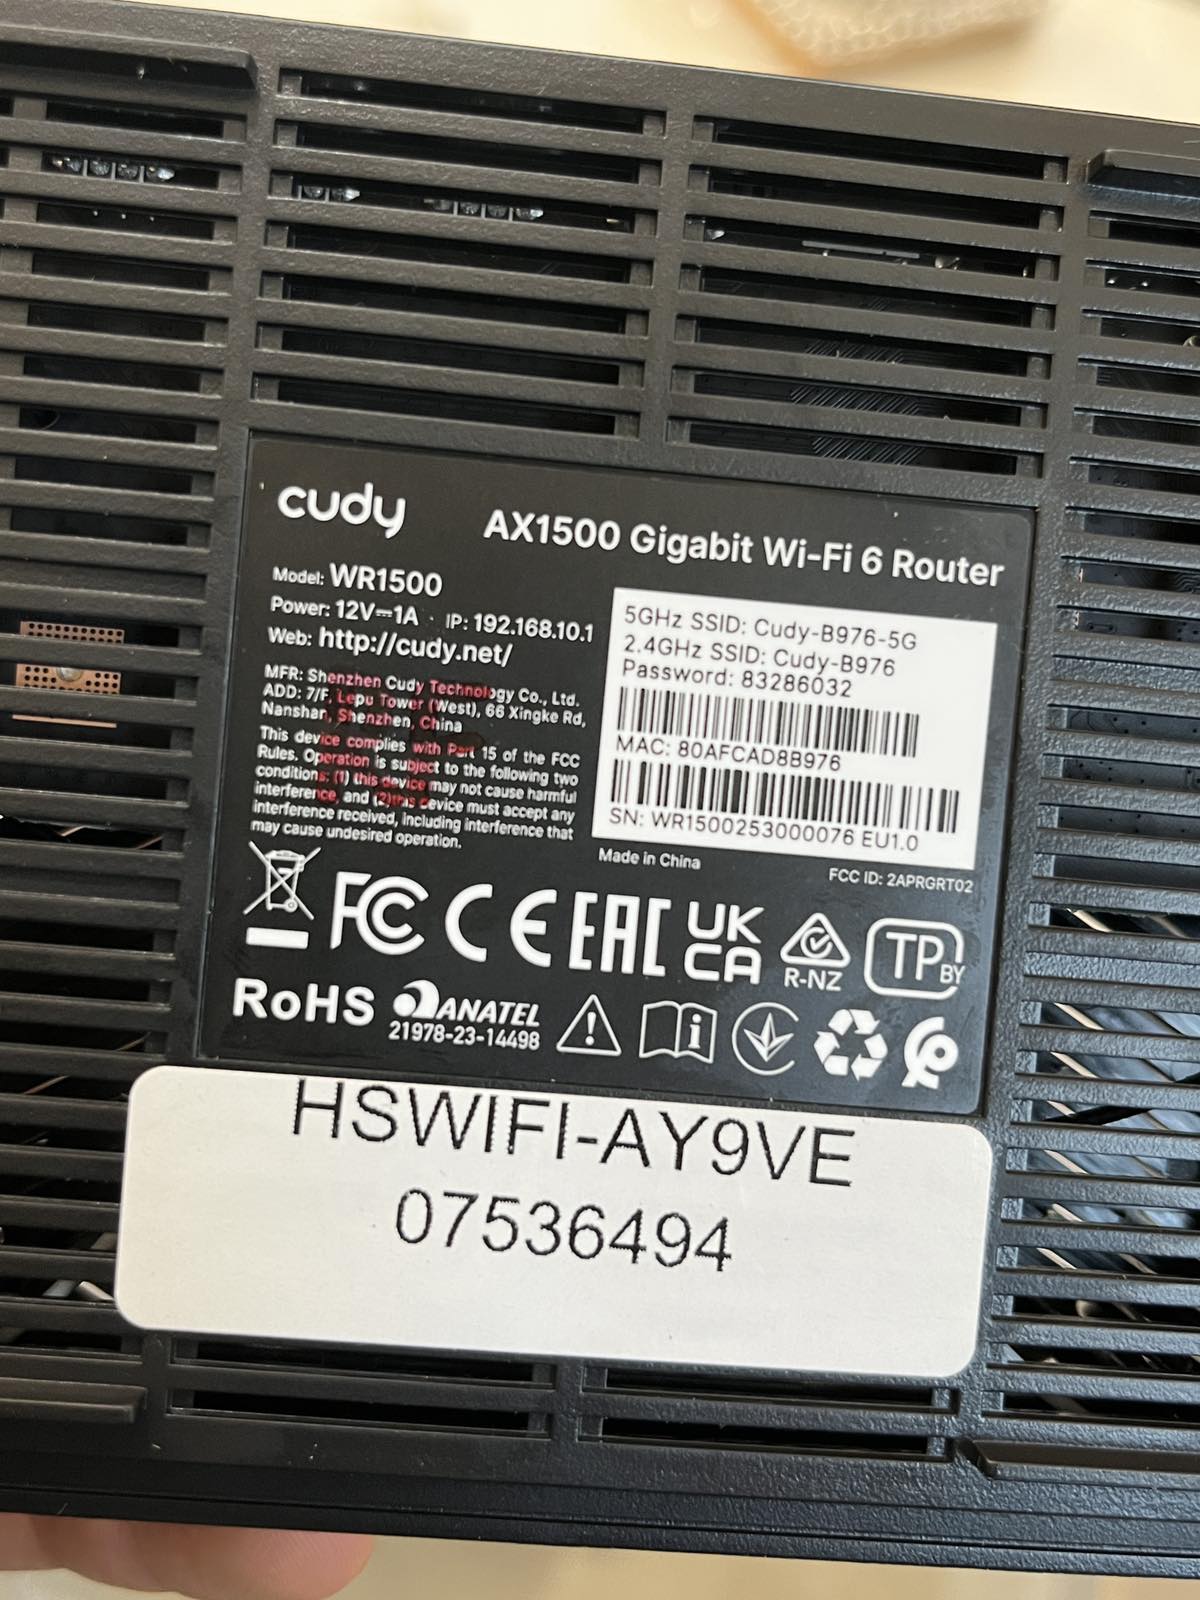 cudy
AX1500 Gigabit Wi-Fi 6 Router
Model: WR1500
Power: 12V⎓1A IP: 192.168.10.1
Web: http://cudy.net/
MFR: Shenzhen Cudy Technology Co., Ltd.
ADD: 7/F, Lepu Tower (West), 66 Xingke Rd,
Nanshan, Shenzhen, China
This device complies with Part 15 of the FCC
Rules. Operation is subject to the following two
conditions: (1) this device may not cause harmful
interference, and (2)this device must accept any
interference received, including interference that
may cause undesired operation.
5GHz SSID: Cudy-B976-5G
2.4GHz SSID: Cudy-B976
Password: 83286032
MAC: 80AFCAD8B976
SN: WR1500253000076 EU1.0
Made in China
FCC ID: 2APRGRT02
FC CE EAC UK CA R-NZ TP BY
RoHS ANATEL
21978-23-14498
HSWIFI-AY9VE
07536494